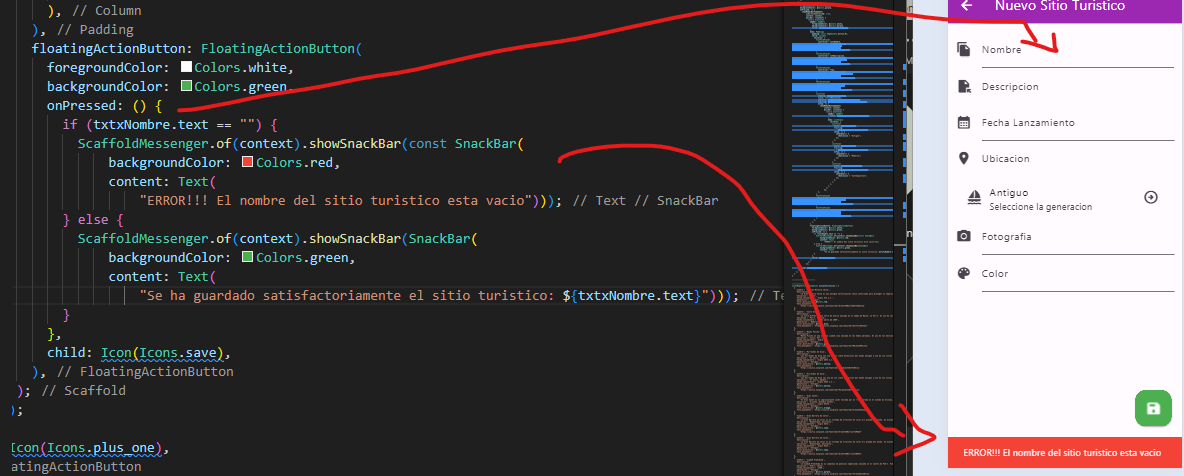 ), // Column
), // Padding
floatingActionButton: FloatingActionButton(
foregroundColor: Colors.white,
backgroundColor: Colors.green,
onPressed: () {
if (txtxNombre.text == "") {
ScaffoldMessenger.of(context).showSnackBar(const SnackBar(
backgroundColor: Colors.red,
content: Text(
"ERROR!!! El nombre del sitio turistico esta vacio"))); // Text // SnackBar
} else {
ScaffoldMessenger.of(context).showSnackBar(SnackBar(
backgroundColor: Colors.green,
content: Text(
"Se ha guardado satisfactoriamente el sitio turistico: ${txtxNombre.text}"))); // Te
}
},
child: Icon(Icons.save),
), // FloatingActionButton
); // Scaffold
);
Icon(Icons.plus_one),
atingActionButton
Nuevo Sitio Turistico
Nombre
Descripcion
Fecha Lanzamiento
Ubicacion
Antiguo
Seleccione la generacion
Fotografia
Color
ERROR!!! El nombre del sitio turistico esta vacio